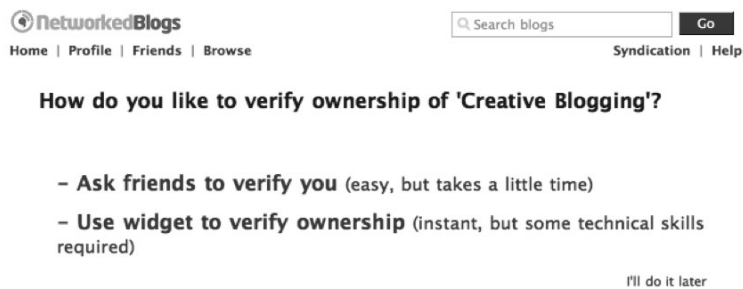 NetworkedBlogs
Search blogs Go
Home | Profile | Friends | Browse Syndication | Help
How do you like to verify ownership of 'Creative Blogging'?
– Ask friends to verify you (easy, but takes a little time)
– Use widget to verify ownership (instant, but some technical skills
required)
I'll do it later